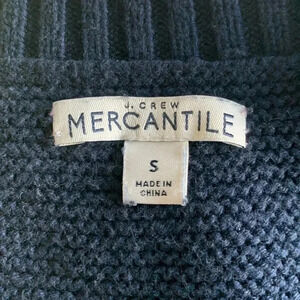 J. CREW
MERCANTILE
S
MADE IN
CHINA